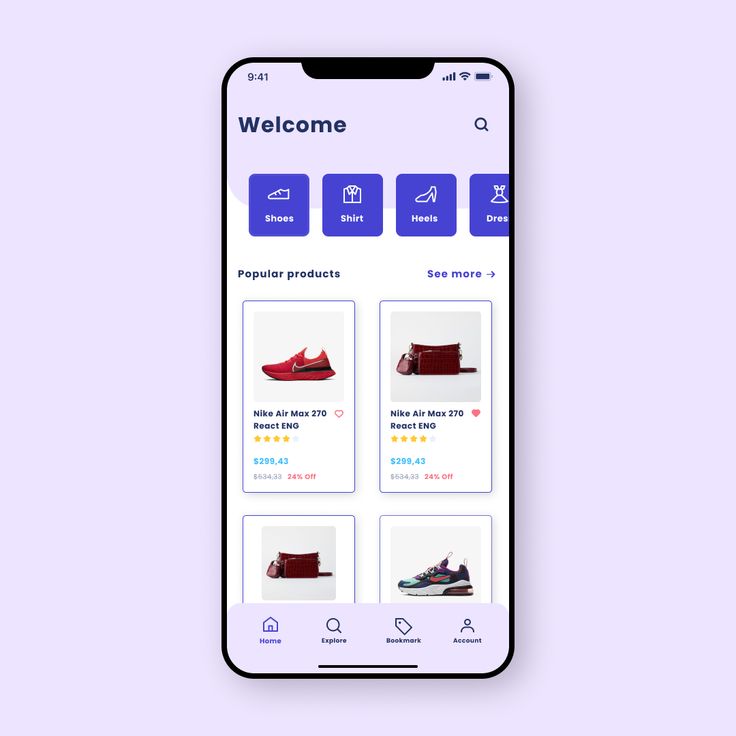 9:41
Welcome
Shoes
Shirt
Heels
Dres
Popular products
See more →
Nike Air Max 270
React ENG
$299,43
$534,33 24% Off
Nike Air Max 270
React ENG
$299,43
$534,33 24% Off
Home
Explore
Bookmark
Account